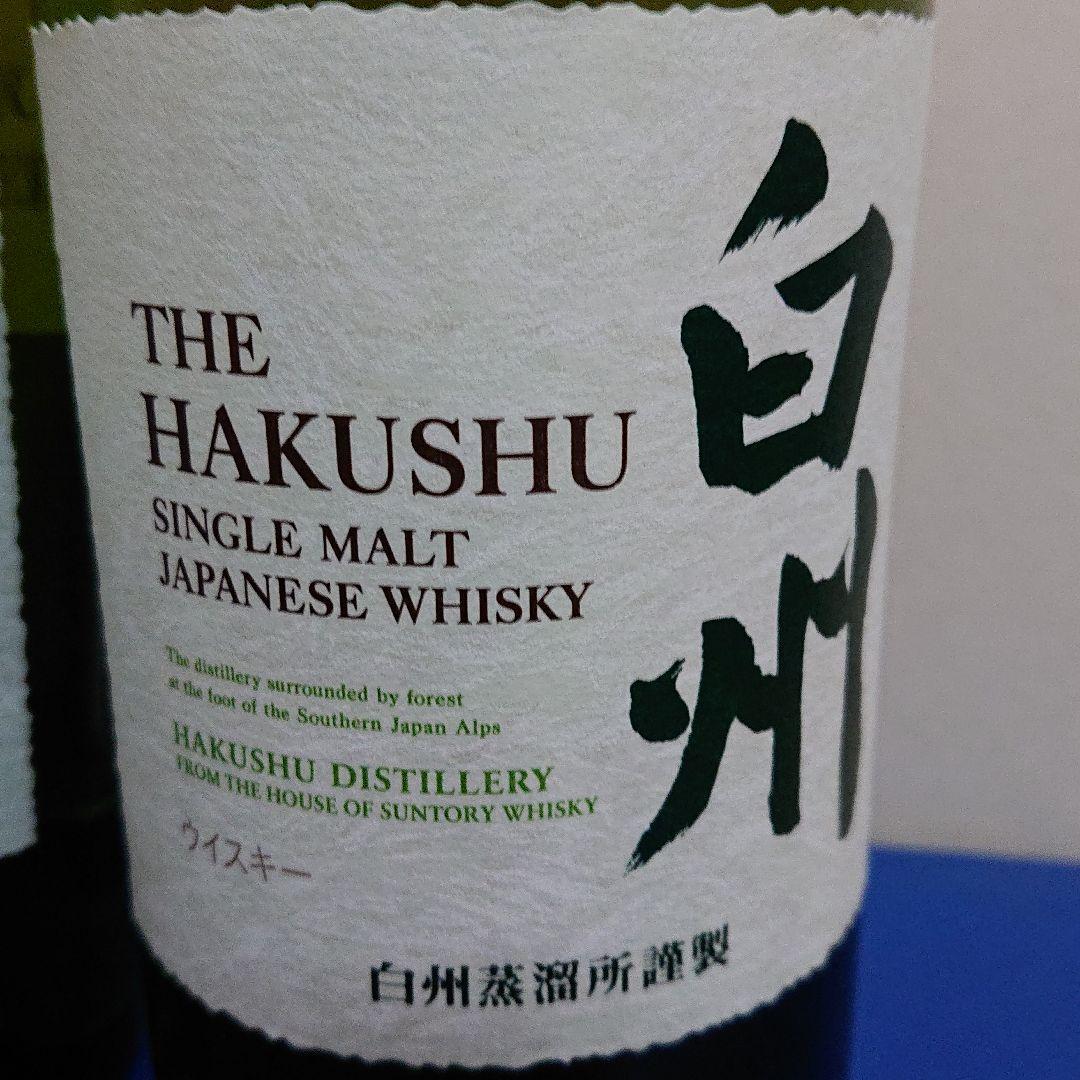 白州
THE
HAKUSHU
SINGLE MALT
JAPANESE WHISKY
The distillery surrounded by forest
at the foot of the Southern Japan Alps
HAKUSHU DISTILLERY
FROM THE HOUSE OF SUNTORY WHISKY
ウイスキー
白州蒸溜所謹製